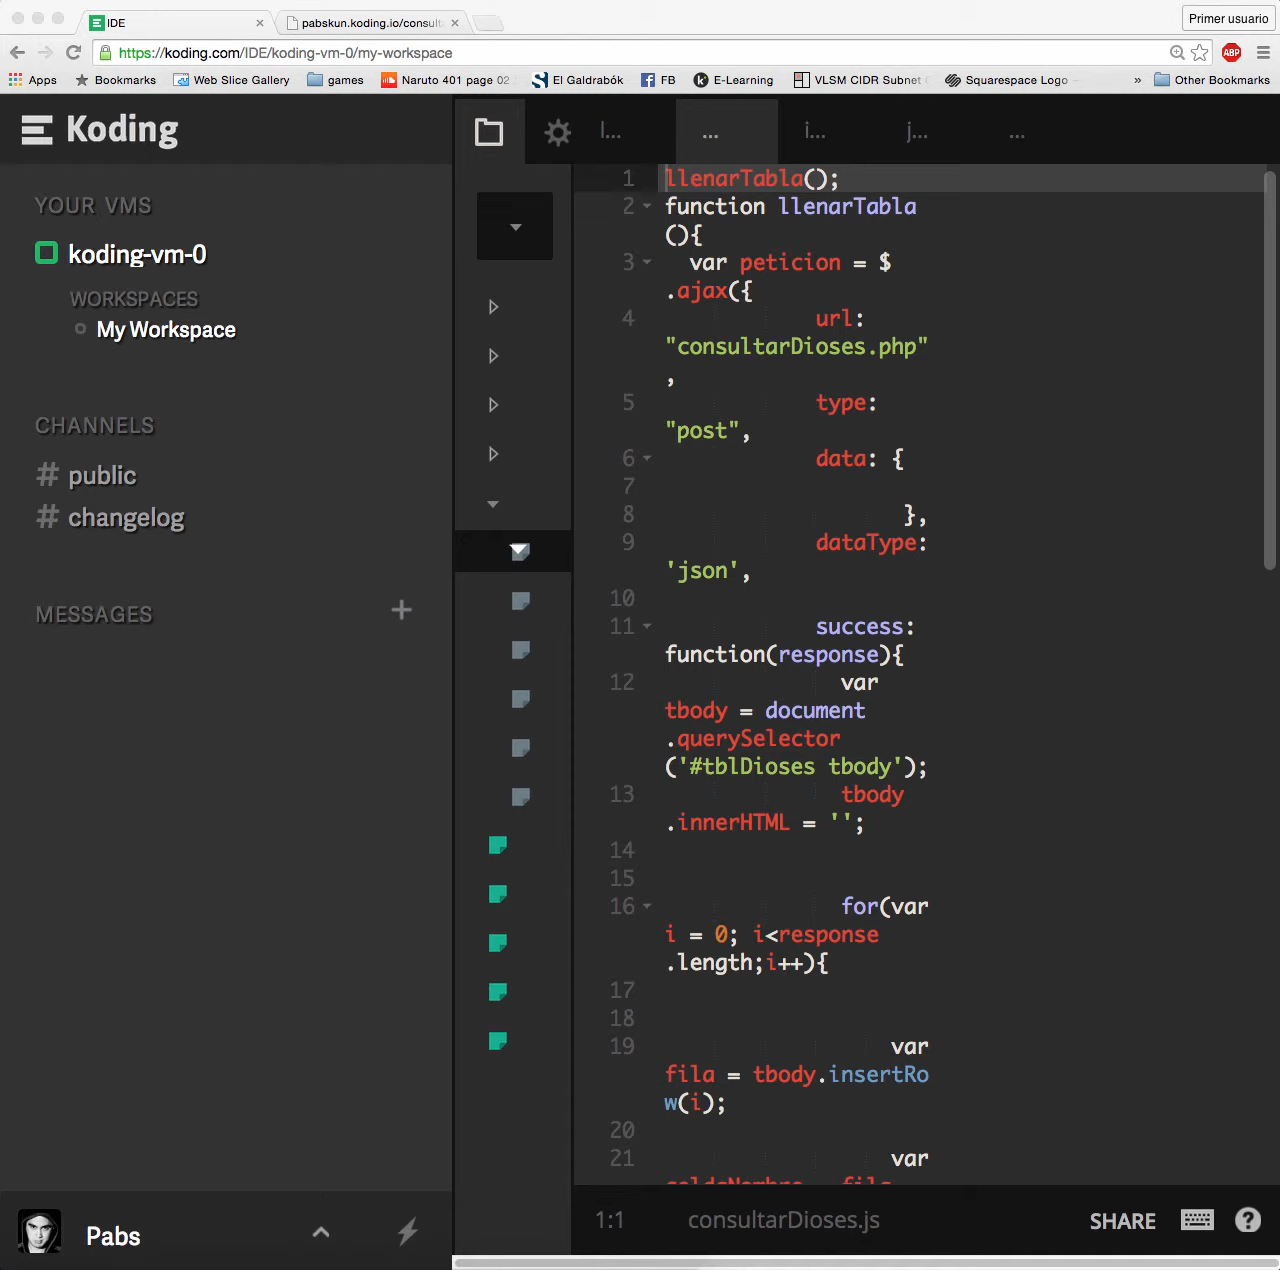 IDE
pabskun.koding.io/consult
Primer usuario
https://koding.com/IDE/koding-vm-0/my-workspace
ABP
Apps
Bookmarks
Web Slice Gallery
games
Naruto 401 page 02
El Galdrabók
FB
E-Learning
VLSM CIDR Subnet
Squarespace Logo
»
Other Bookmarks
Koding
YOUR VMS
koding-vm-0
WORKSPACES
My Workspace
CHANNELS
# public
# changelog
MESSAGES +
Pabs
l...
...
i...
j...
...
1 llenarTabla();
2 function llenarTabla
(){
3 var peticion = $
.ajax({
4 url:
"consultarDioses.php"
,
5 type:
"post",
6 data: {
7
8 },
9 dataType:
'json',
10
11 success:
function(response){
12 var
tbody = document
.querySelector
('#tblDioses tbody');
13 tbody
.innerHTML = '';
14
15
16 for(var
i = 0; i<response
.length;i++){
17
18
19 var
fila = tbody.insertRo
w(i);
20
21 var
1:1
consultarDioses.js
SHARE
?